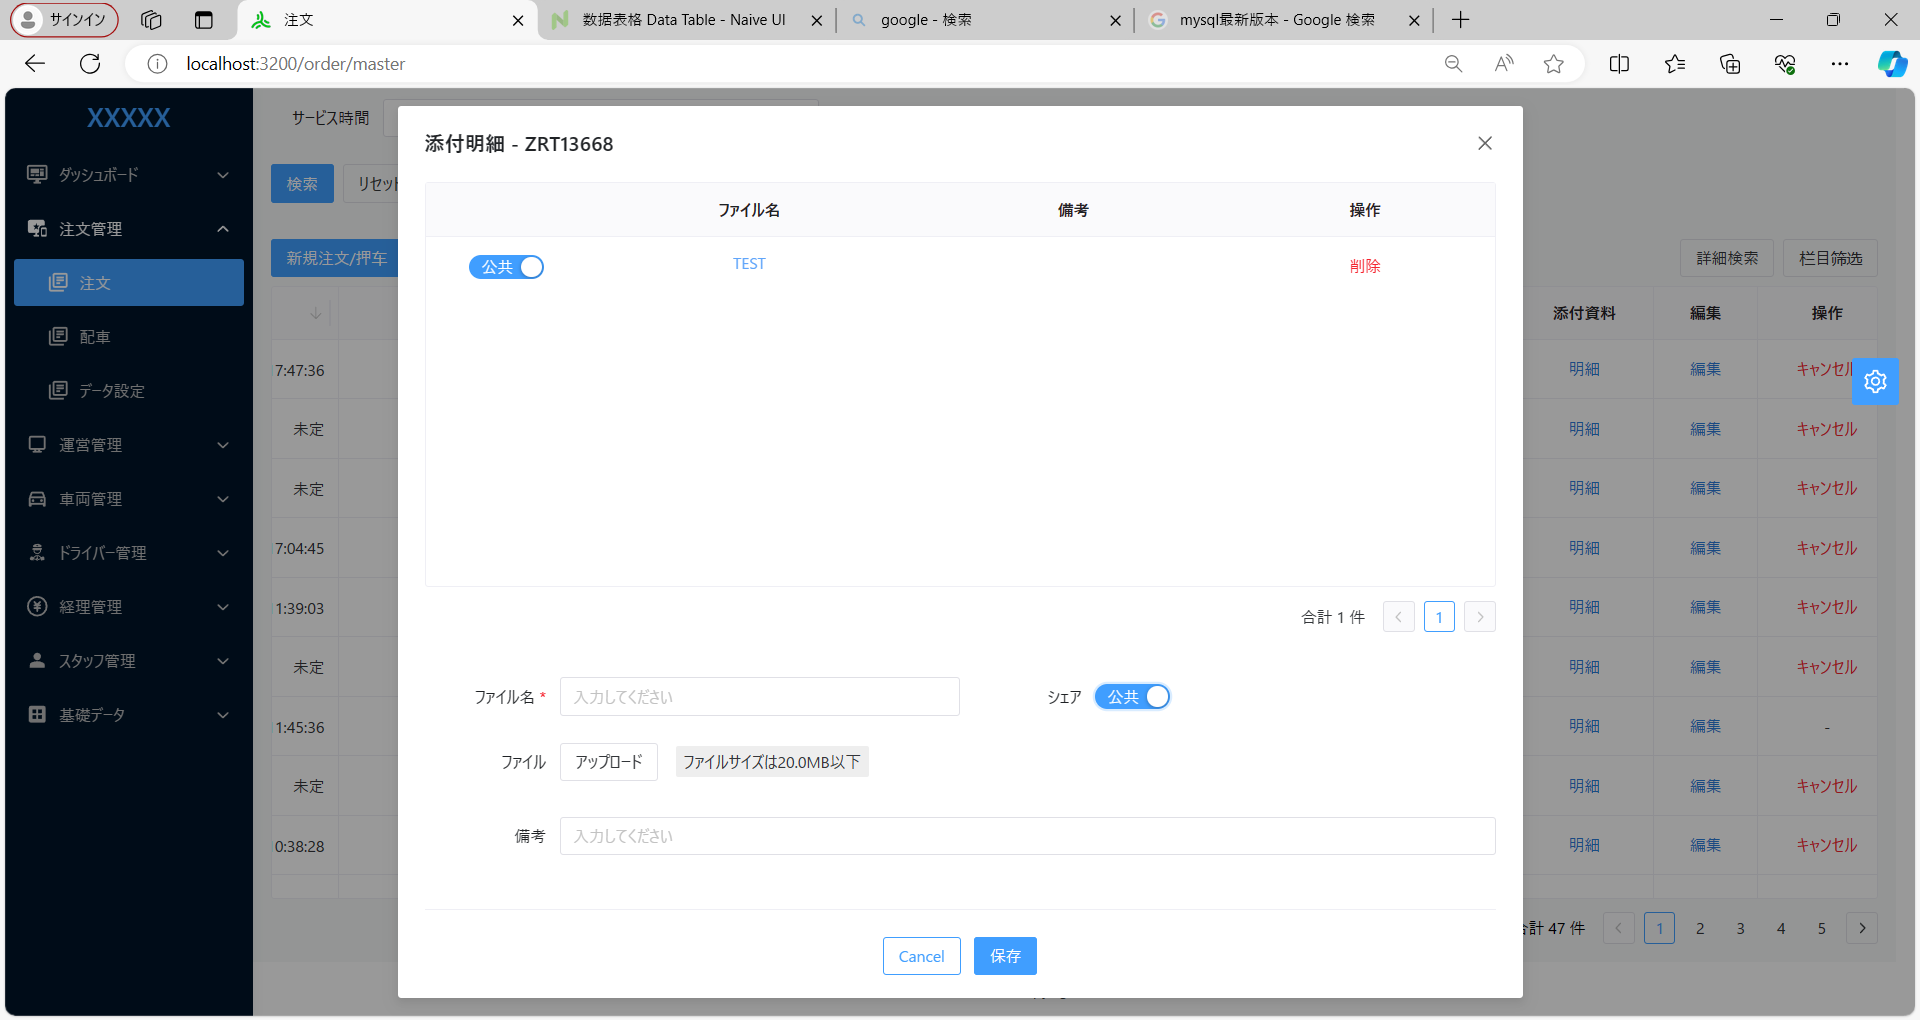 サインイン
注文
数据表格 Data Table - Naive UI
google - 検索
mysql最新版本 - Google 検索
localhost:3200/order/master
XXXXX
ダッシュボード
注文管理
注文
配車
データ設定
運営管理
車両管理
ドライバー管理
経理管理
スタッフ管理
基礎データ
サービス時間
検索
リセット
新規注文/押车
詳細検索
栏目筛选
添付資料
編集
操作
7:47:36
明細
編集
キャンセル
未定
明細
編集
キャンセル
未定
明細
編集
キャンセル
7:04:45
明細
編集
キャンセル
1:39:03
明細
編集
キャンセル
未定
明細
編集
キャンセル
1:45:36
明細
編集
-
未定
明細
編集
キャンセル
0:38:28
明細
編集
キャンセル
合計 47 件
1
2
3
4
5
添付明細 - ZRT13668
ファイル名
備考
操作
公共
TEST
削除
合計 1 件
1
ファイル名 *
入力してください
シェア
公共
ファイル
アップロード
ファイルサイズは20.0MB以下
備考
入力してください
Cancel
保存